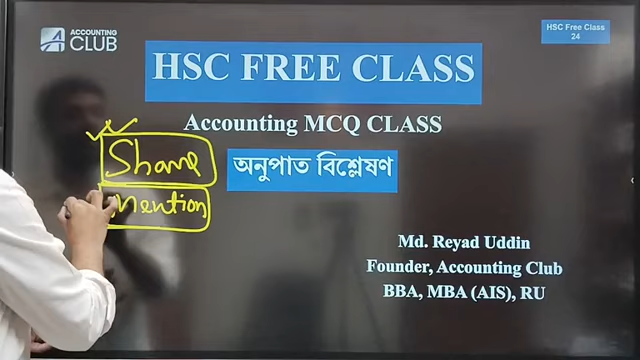 ACCOUNTING
CLUB
HSC Free Class
24
HSC FREE CLASS
Accounting MCQ CLASS
Share
অনুপাত বিশ্লেষণ
mention
Md. Reyad Uddin
Founder, Accounting Club
BBA, MBA (AIS), RU